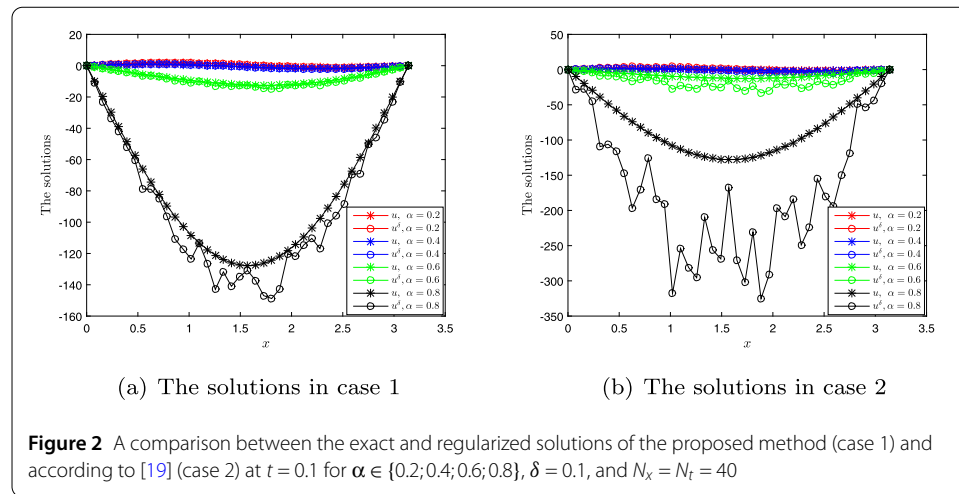 20
0
-20
-40
-60
-80
-100
-120
-140
-160
The solutions
0 0.5 1 1.5 2 2.5 3 3.5
x
u, α = 0.2
u^δ, α = 0.2
u, α = 0.4
u^δ, α = 0.4
u, α = 0.6
u^δ, α = 0.6
u, α = 0.8
u^δ, α = 0.8
(a) The solutions in case 1
50
0
-50
-100
-150
-200
-250
-300
-350
The solutions
0 0.5 1 1.5 2 2.5 3 3.5
x
u, α = 0.2
u^δ, α = 0.2
u, α = 0.4
u^δ, α = 0.4
u, α = 0.6
u^δ, α = 0.6
u, α = 0.8
u^δ, α = 0.8
(b) The solutions in case 2
Figure 2 A comparison between the exact and regularized solutions of the proposed method (case 1) and
according to [19] (case 2) at t = 0.1 for α ∈ {0.2; 0.4; 0.6; 0.8}, δ = 0.1, and Nₓ = Nₜ = 40